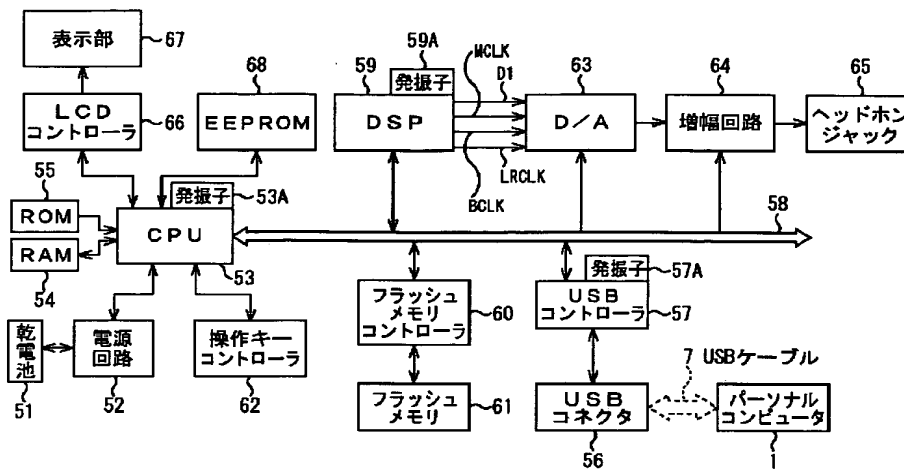 表示部
67
LCD
コントローラ
66
68
EEPROM
59
59A
発振子
DSP
MCLK
D1
BCLK
LRCLK
63
D/A
64
増幅回路
65
ヘッドホン
ジャック
55
ROM
RAM
54
発振子
53A
CPU
53
58
乾電池
51
電源
回路
52
操作キー
コントローラ
62
フラッシュ
メモリ
コントローラ
60
フラッシュ
メモリ
61
発振子
57A
USB
コントローラ
57
USB
コネクタ
56
7 USBケーブル
パーソナル
コンピュータ
1